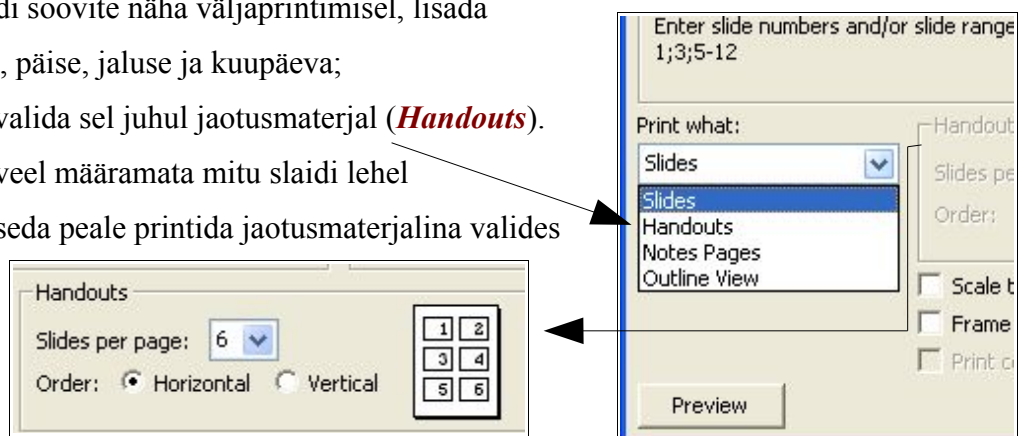 di soovite näha väljaprintimisel, lisada
, päise, jaluse ja kuupäeva;
valida sel juhul jaotusmaterjal (Handouts).
veel määramata mitu slaidi lehel
seda peale printida jaotusmaterjalina valides
Handouts
Slides per page: 6
Order: Horizontal Vertical
1 2
3 4
5 6
Enter slide numbers and/or slide range
1;3;5-12
Print what:
Slides
Slides
Handouts
Notes Pages
Outline View
Handout
Slides pe
Order:
Scale t
Frame
Print c
Preview